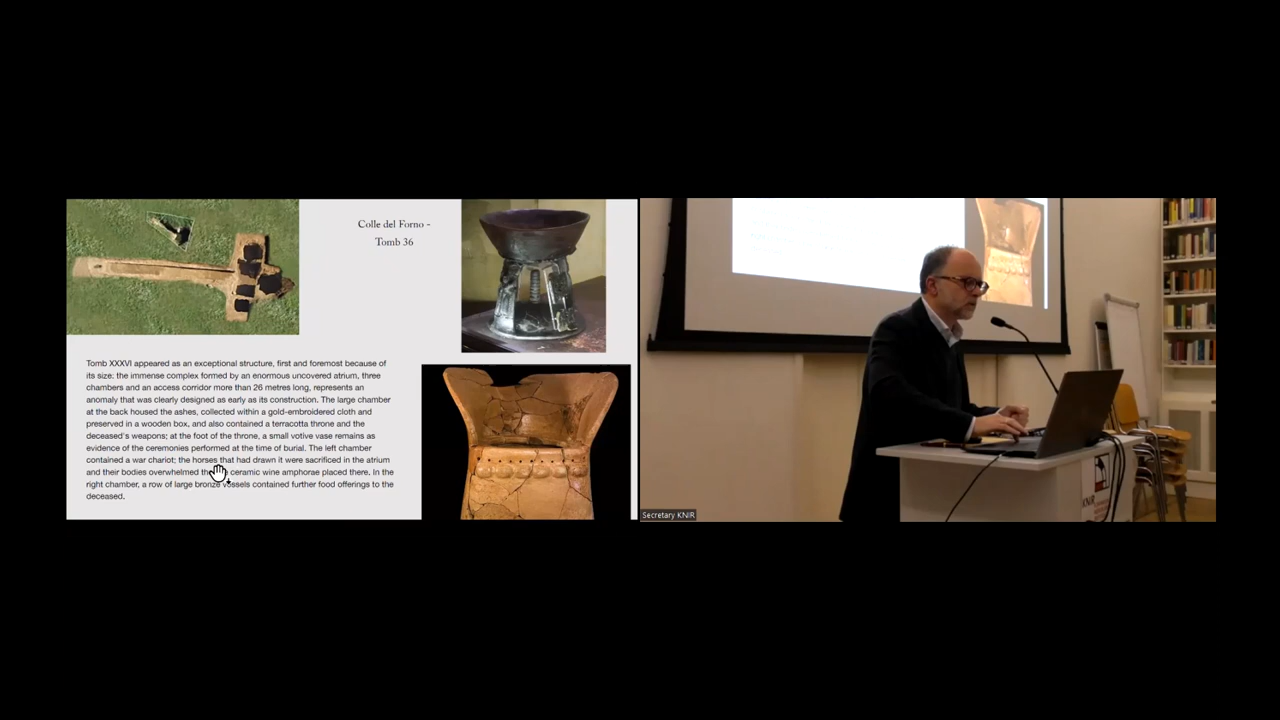 Colle del Forno -
Tomb 36
Tomb XXXVI appeared as an exceptional structure, first and foremost because of
its size: the immense complex formed by an enormous uncovered atrium, three
chambers and an access corridor more than 26 metres long, represents an
anomaly that was clearly designed as early as its construction. The large chamber
at the back housed the ashes, collected within a gold-embroidered cloth and
preserved in a wooden box, and also contained a terracotta throne and the
deceased's weapons; at the foot of the throne, a small votive vase remains as
evidence of the ceremonies performed at the time of burial. The left chamber
contained a war chariot; the horses that had drawn it were sacrificed in the atrium
and their bodies overwhelmed the ceramic wine amphorae placed there. In the
right chamber, a row of large bronze vessels contained further food offerings to the
deceased.
Secretary KNIR
KNIR